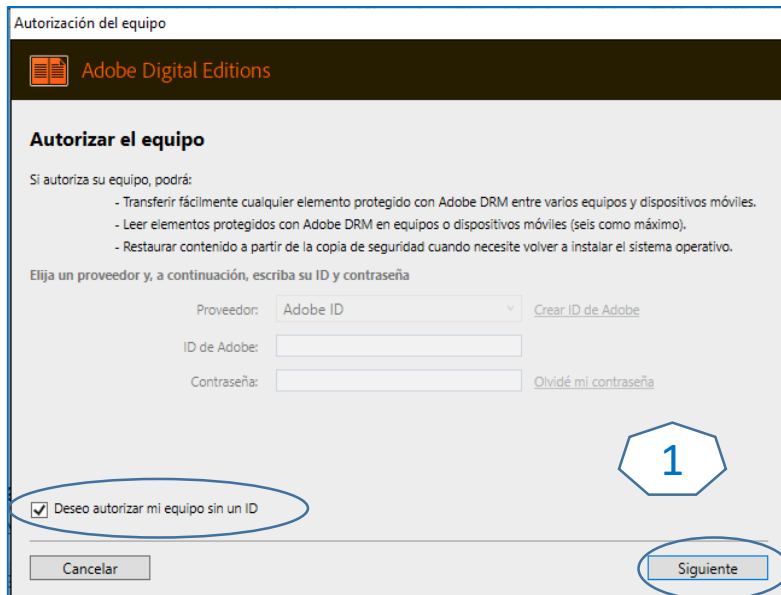 Autorización del equipo
Adobe Digital Editions
Autorizar el equipo
Si autoriza su equipo, podrá:
- Transferir fácilmente cualquier elemento protegido con Adobe DRM entre varios equipos y dispositivos móviles.
- Leer elementos protegidos con Adobe DRM en equipos o dispositivos móviles (seis como máximo).
- Restaurar contenido a partir de la copia de seguridad cuando necesite volver a instalar el sistema operativo.
Elija un proveedor y, a continuación, escriba su ID y contraseña
Proveedor: Adobe ID Crear ID de Adobe
ID de Adobe:
Contraseña: Olvidé mi contraseña
1
Deseo autorizar mi equipo sin un ID
Cancelar Siguiente